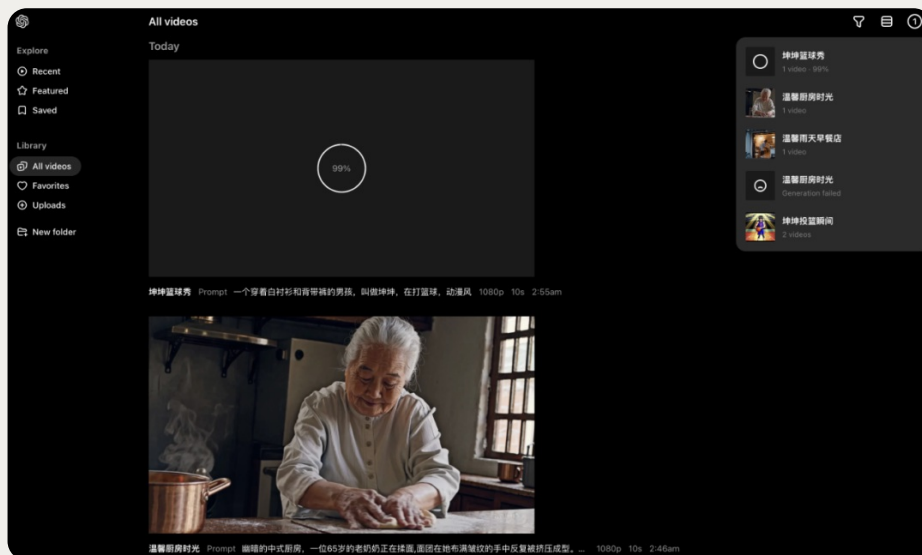 All videos
1
Today
Explore
Recent
Featured
Saved
Library
All videos
Favorites
Uploads
New folder
99%
坤坤篮球秀 Prompt 一个穿着白衬衫和背带裤的男孩，叫做坤坤，在打篮球，动漫风 1080p 10s 2:55am
温馨厨房时光 Prompt 幽暗的中式厨房，一位65岁的老奶奶正在揉面,面团在她布满皱纹的手中反复被挤压成型。... 1080p 10s 2:46am
坤坤篮球秀
1 video · 99%
温馨厨房时光
1 video
温馨雨天早餐店
1 video
温馨厨房时光
Generation failed
坤坤投篮瞬间
2 videos